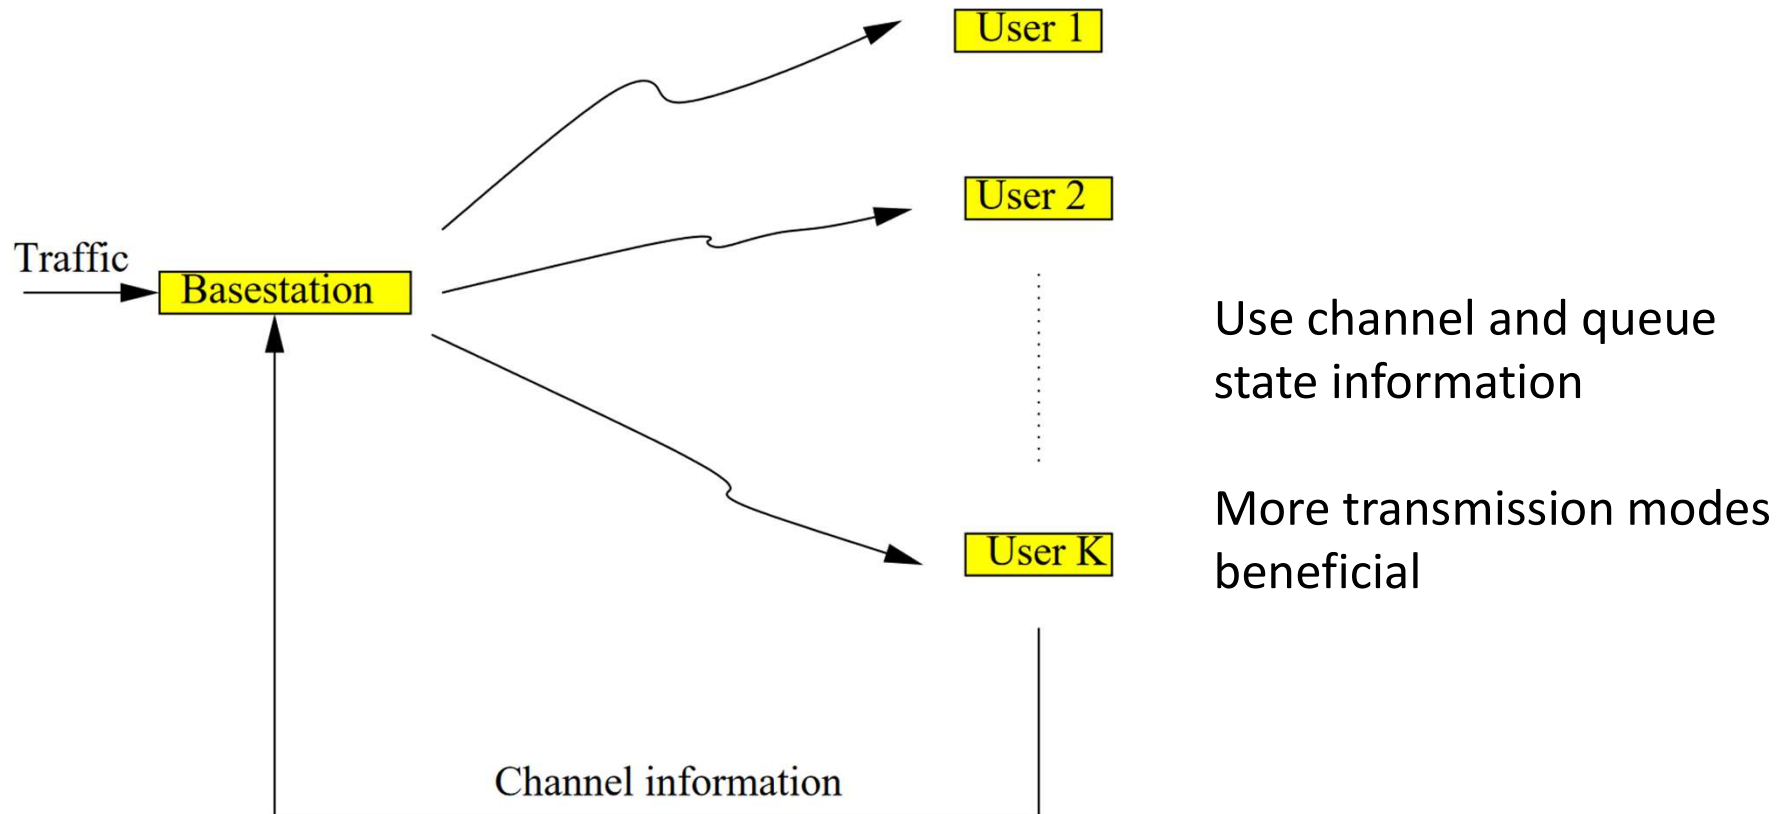 User 1
User 2
Traffic
Basestation
Use channel and queue
state information
More transmission modes
beneficial
User K
Channel information